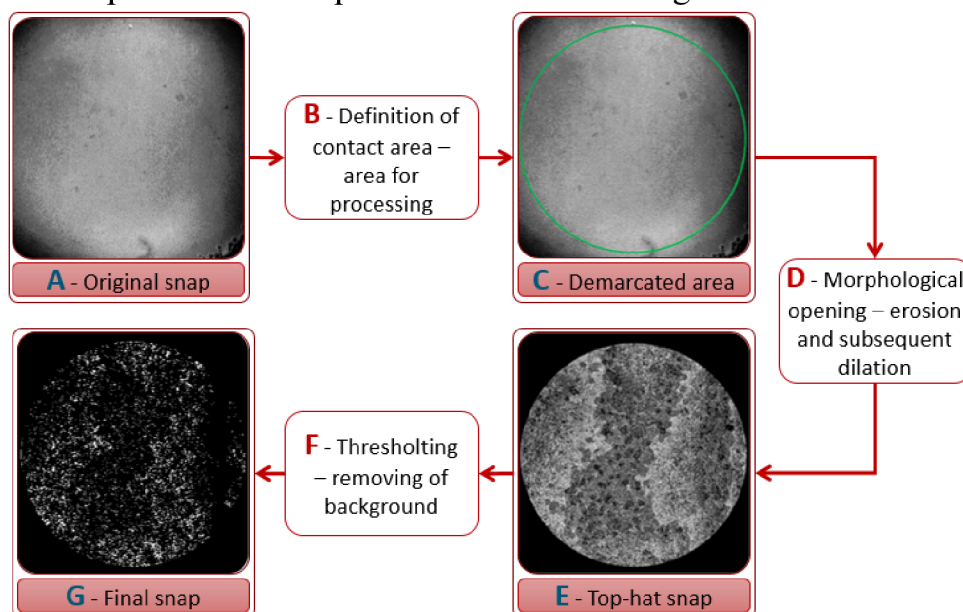 B - Definition of
contact area –
area for
processing
A - Original snap
C - Demarcated area
D - Morphological
opening – erosion
and subsequent
dilation
F - Thresholting
– removing of
background
G - Final snap
E - Top-hat snap